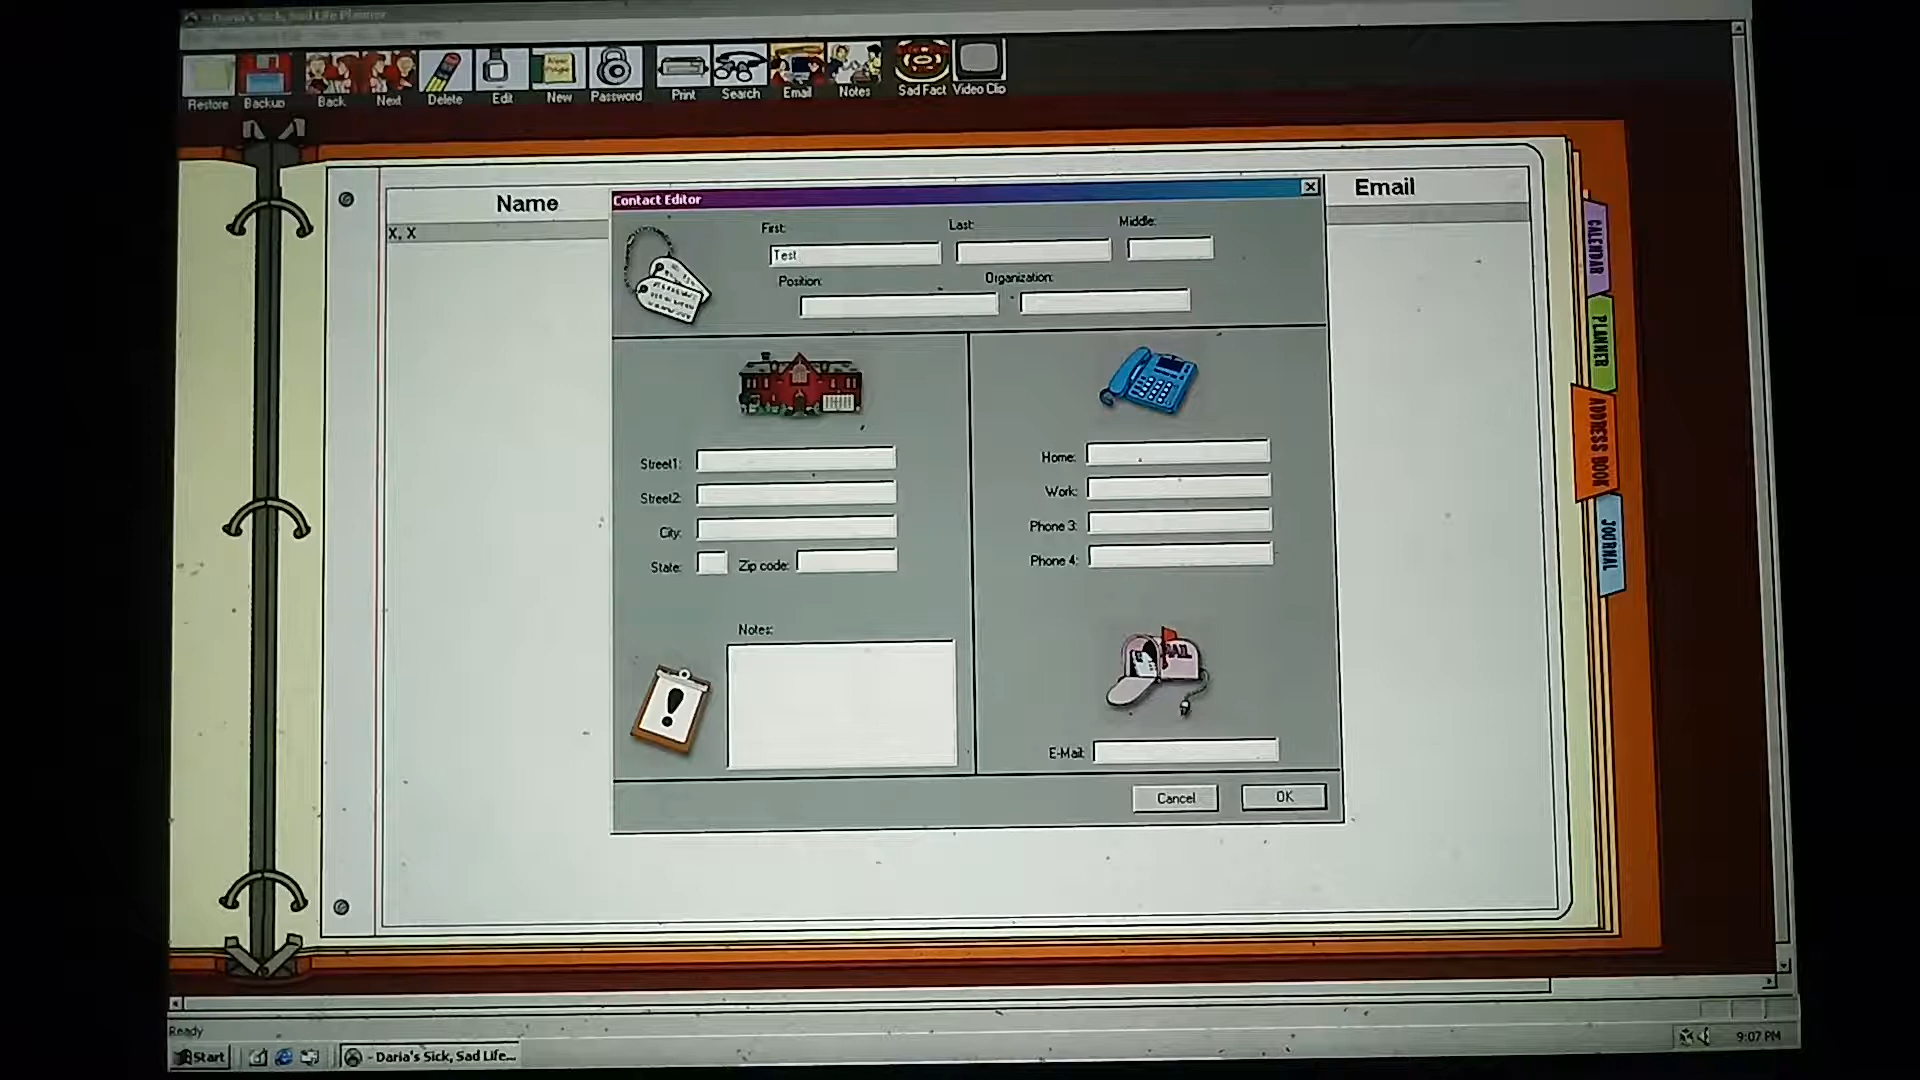 - Daria's Sick, Sad Life Planner
Restore Backup Back Next Delete Edit New Password Print Search Email Notes Sad Fact Video Clip
Name Email
X, X
Contact Editor
First: Last: Middle:
Test
Position: Organization:
Street1:
Street2:
City:
State: Zip code:
Home:
Work:
Phone 3:
Phone 4:
Notes:
E-Mail:
Cancel OK
CALENDAR
PLANNER
ADDRESS BOOK
JOURNAL
Ready
Start - Daria's Sick, Sad Life... 9:07 PM